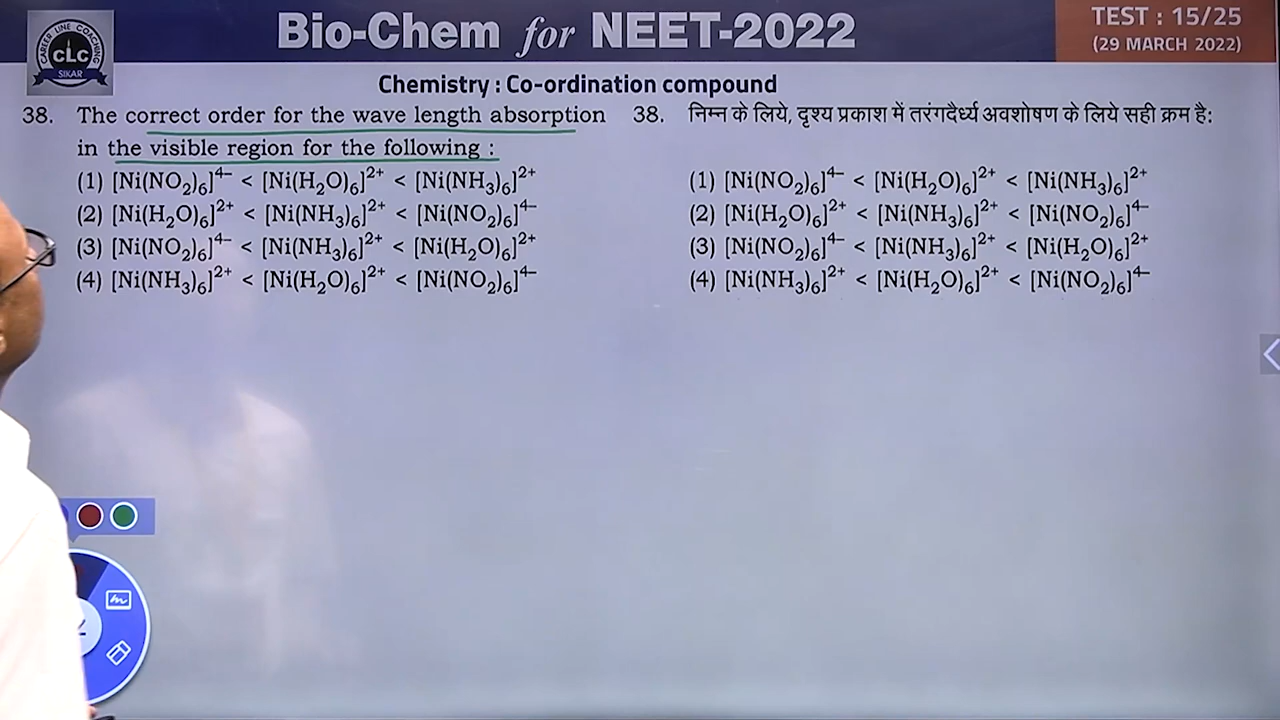 CAREER LINE COACHING
CLC
SIKAR
Bio-Chem for NEET-2022
TEST : 15/25
(29 MARCH 2022)
Chemistry : Co-ordination compound
38. The correct order for the wave length absorption
in the visible region for the following :
(1) [Ni(NO₂)₆]⁴⁻ < [Ni(H₂O)₆]²⁺ < [Ni(NH₃)₆]²⁺
(2) [Ni(H₂O)₆]²⁺ < [Ni(NH₃)₆]²⁺ < [Ni(NO₂)₆]⁴⁻
(3) [Ni(NO₂)₆]⁴⁻ < [Ni(NH₃)₆]²⁺ < [Ni(H₂O)₆]²⁺
(4) [Ni(NH₃)₆]²⁺ < [Ni(H₂O)₆]²⁺ < [Ni(NO₂)₆]⁴⁻
38. निम्न के लिये, दृश्य प्रकाश में तरंगदैर्ध्य अवशोषण के लिये सही क्रम है:
(1) [Ni(NO₂)₆]⁴⁻ < [Ni(H₂O)₆]²⁺ < [Ni(NH₃)₆]²⁺
(2) [Ni(H₂O)₆]²⁺ < [Ni(NH₃)₆]²⁺ < [Ni(NO₂)₆]⁴⁻
(3) [Ni(NO₂)₆]⁴⁻ < [Ni(NH₃)₆]²⁺ < [Ni(H₂O)₆]²⁺
(4) [Ni(NH₃)₆]²⁺ < [Ni(H₂O)₆]²⁺ < [Ni(NO₂)₆]⁴⁻